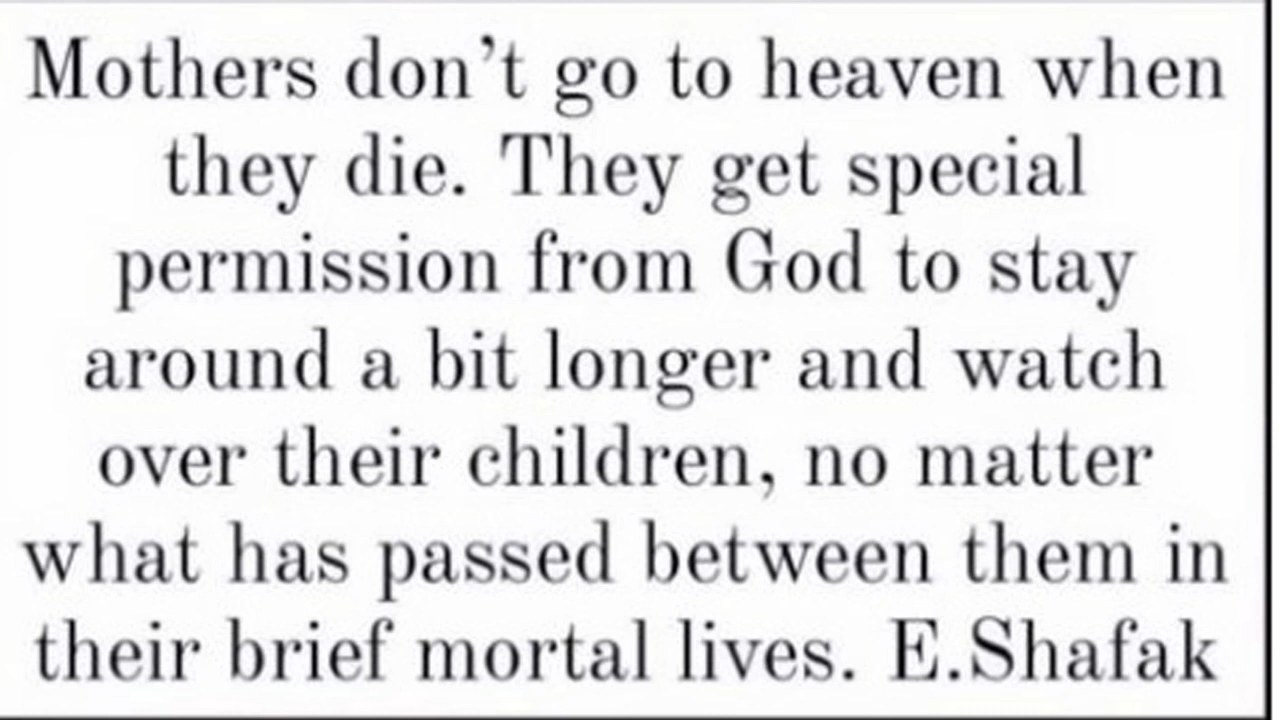 Mothers don’t go to heaven when
they die. They get special
permission from God to stay
around a bit longer and watch
over their children, no matter
what has passed between them in
their brief mortal lives. E.Shafak